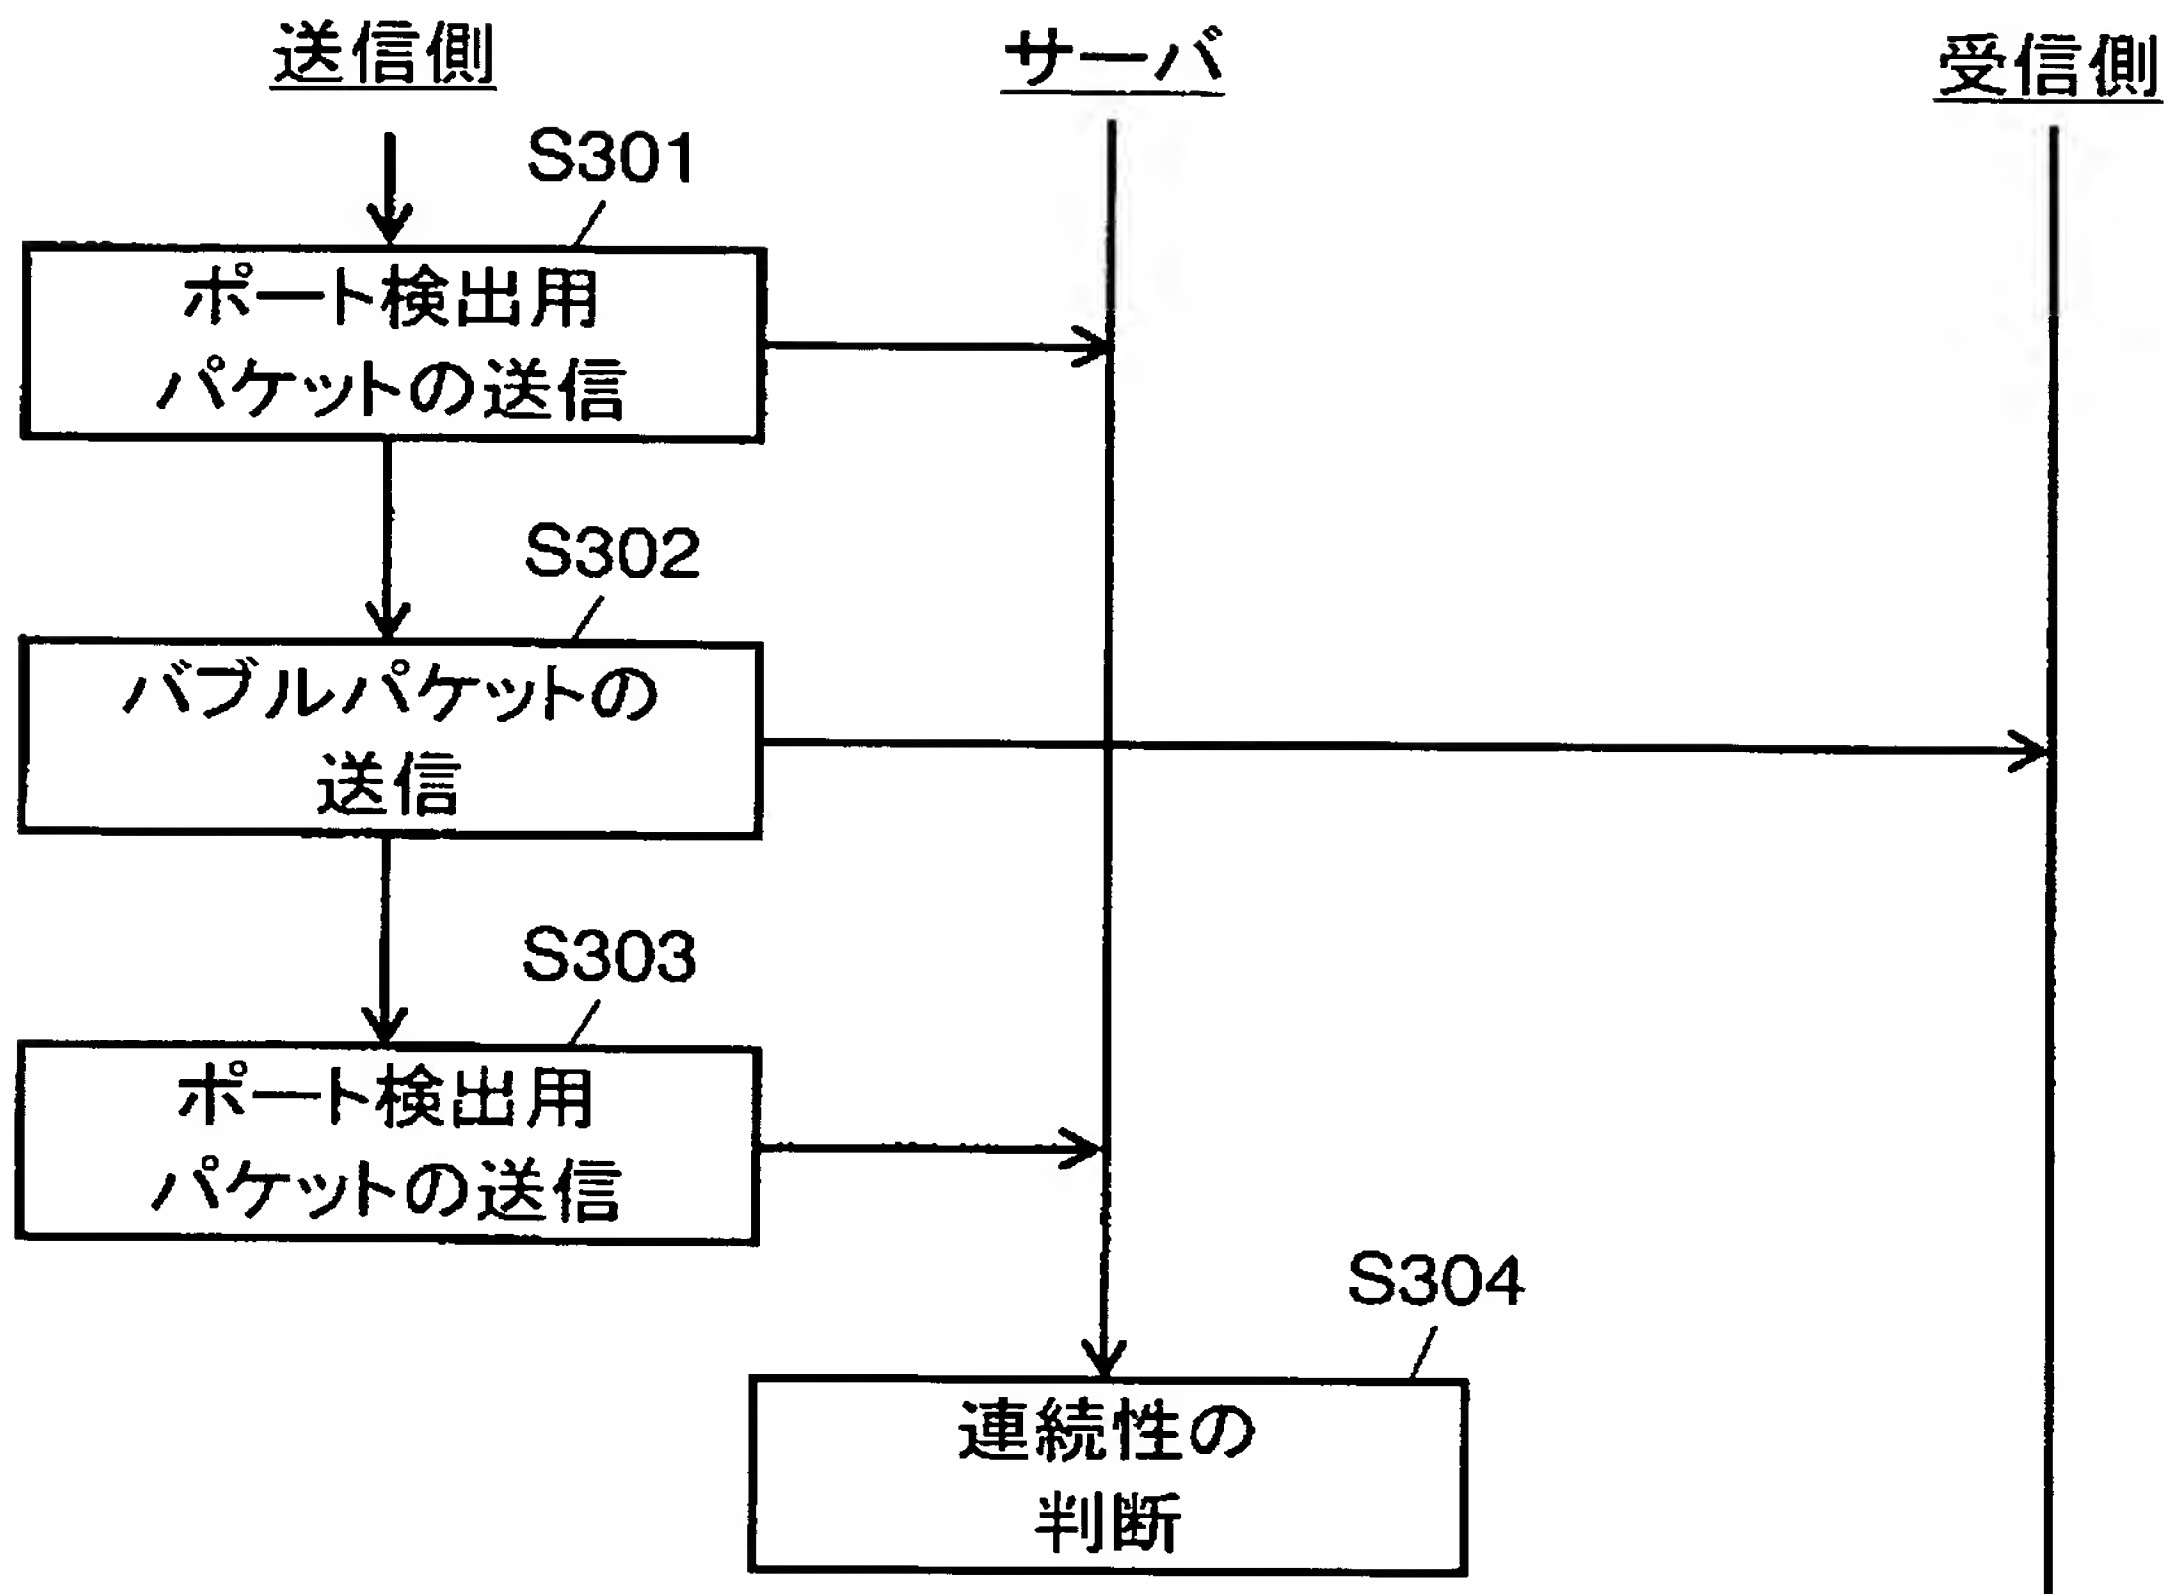 送信側
サーバ
受信側
S301
ポート検出用
パケットの送信
S302
バブルパケットの
送信
S303
ポート検出用
パケットの送信
S304
連続性の
判断